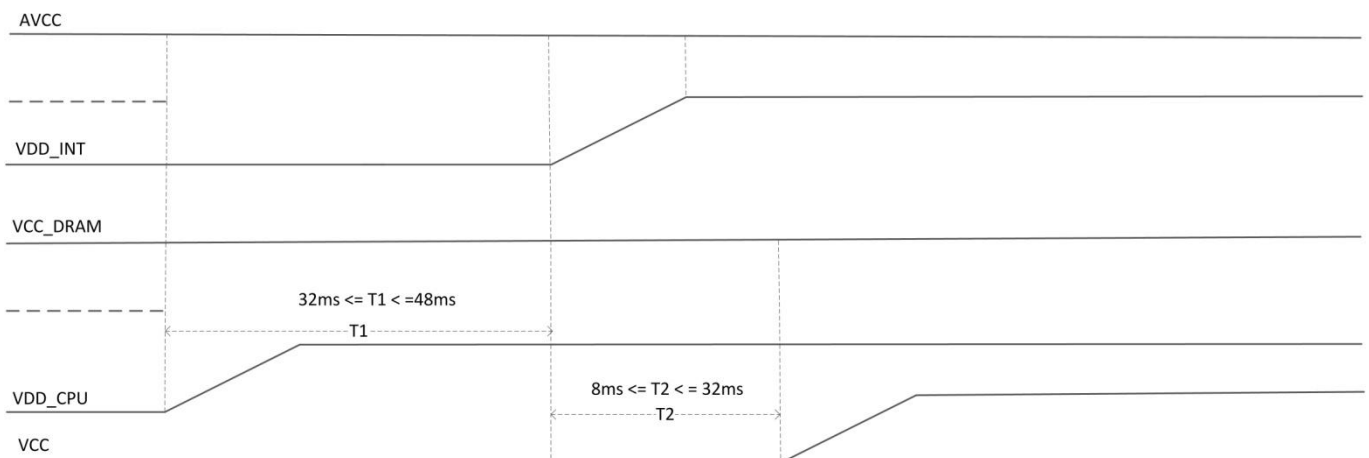 AVCC
VDD_INT
VCC_DRAM
32ms <= T1 < =48ms
T1
8ms <= T2 < = 32ms
VDD_CPU
T2
VCC